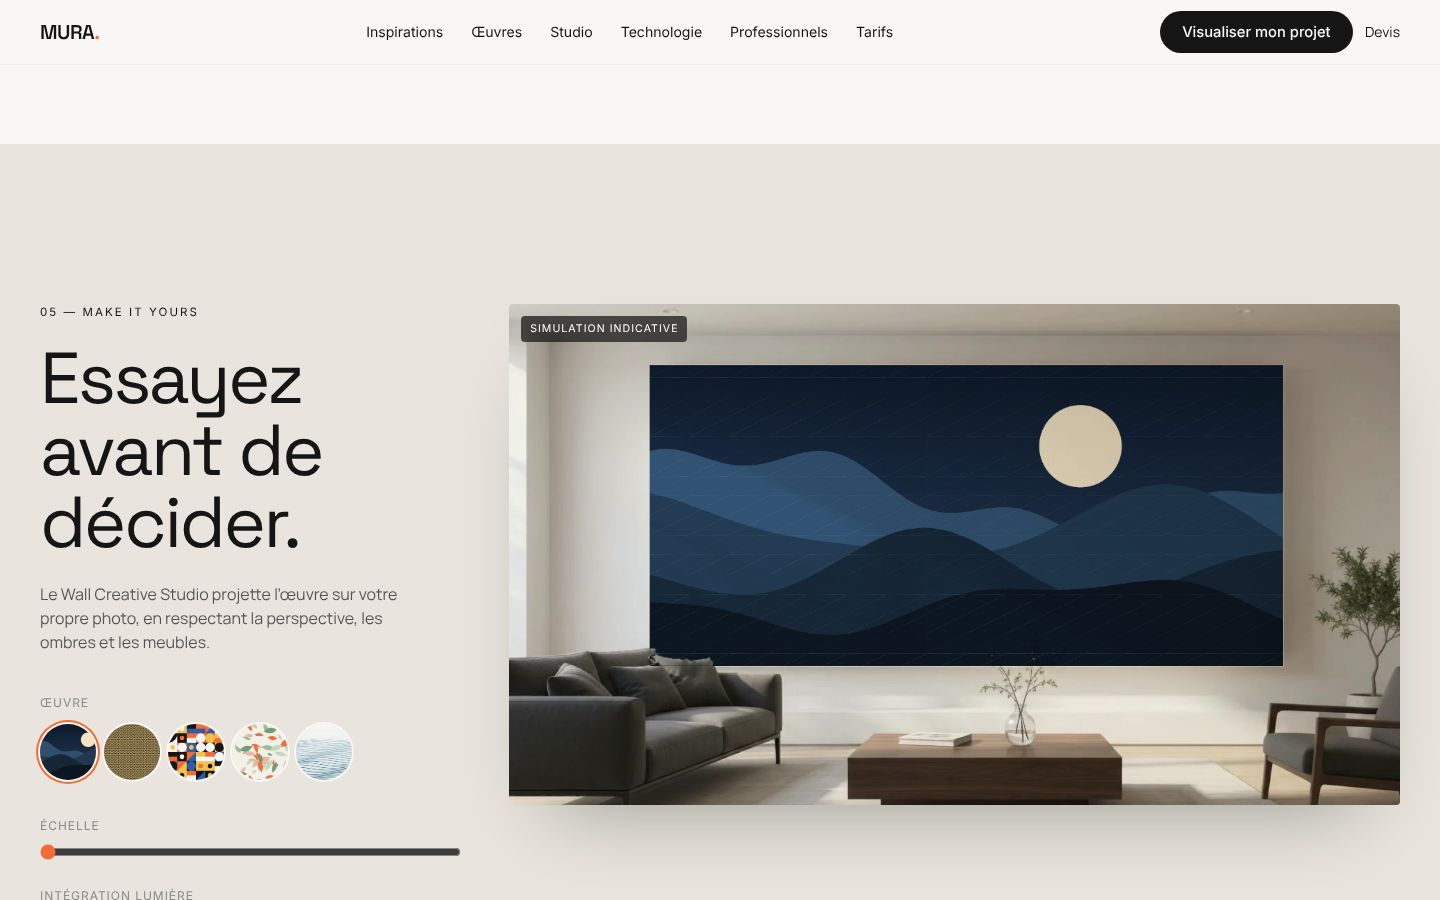 MURA.
Inspirations
Œuvres
Studio
Technologie
Professionnels
Tarifs
Visualiser mon projet
Devis
05 — MAKE IT YOURS
Essayez
avant de
décider.
Le Wall Creative Studio projette l’œuvre sur votre
propre photo, en respectant la perspective, les
ombres et les meubles.
ŒUVRE
ÉCHELLE
INTÉGRATION LUMIÈRE
SIMULATION INDICATIVE